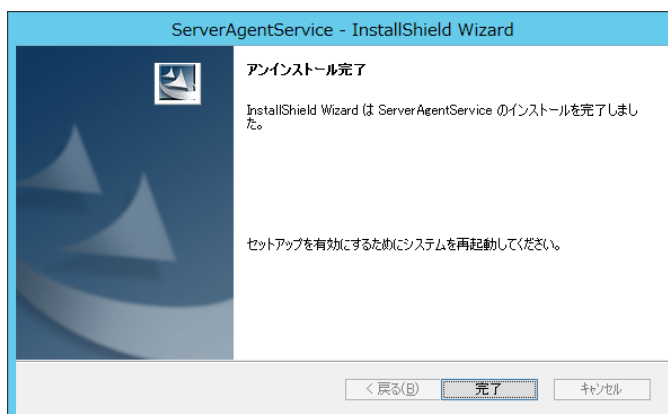 ServerAgentService - InstallShield Wizard
アンインストール完了
InstallShield Wizard は ServerAgentService のインストールを完了しまし
た。
セットアップを有効にするためにシステムを再起動してください。
< 戻る(B)
完了
キャンセル